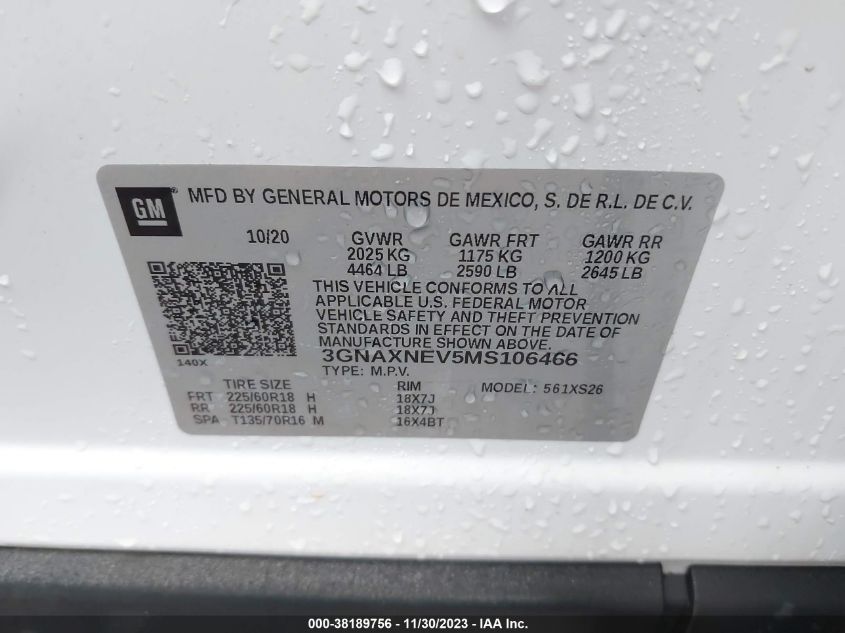 GM ® MFD BY GENERAL MOTORS DE MEXICO, S. DE R.L. DE C.V.
10/20 GVWR GAWR FRT GAWR RR
2025 KG 1175 KG 1200 KG
4464 LB 2590 LB 2645 LB
THIS VEHICLE CONFORMS TO ALL
APPLICABLE U.S. FEDERAL MOTOR
VEHICLE SAFETY AND THEFT PREVENTION
STANDARDS IN EFFECT ON THE DATE OF
MANUFACTURE SHOWN ABOVE.
140X 3GNAXNEV5MS106466
TYPE: M.P.V. MODEL: 561XS26
TIRE SIZE RIM
FRT 225/60R18 H 18X7J
RR 225/60R18 H 18X7J
SPA T135/70R16 M 16X4BT
000-38189756 - 11/30/2023 - IAA Inc.